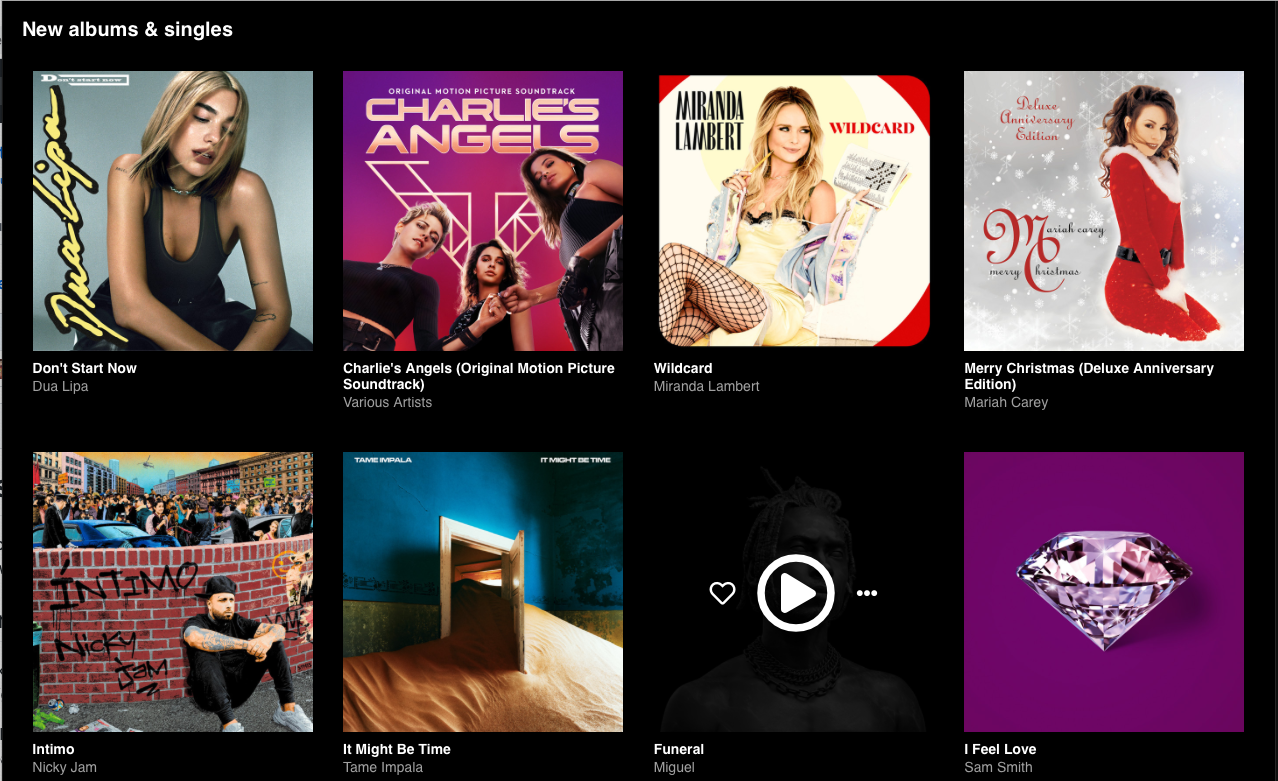 New albums & singles
Don't start now
Dua Lipa
Don't Start Now
Dua Lipa
ORIGINAL MOTION PICTURE SOUNDTRACK
CHARLIE'S
ANGELS
Charlie's Angels (Original Motion Picture
Soundtrack)
Various Artists
MIRANDA
LAMBERT
WILDCARD
Wildcard
Miranda Lambert
Deluxe
Anniversary
Edition
Mariah carey
merry Christmas
Merry Christmas (Deluxe Anniversary
Edition)
Mariah Carey
ÍNTIMO
Nicky
Jam
Intimo
Nicky Jam
TAME IMPALA
IT MIGHT BE TIME
It Might Be Time
Tame Impala
Funeral
Miguel
I Feel Love
Sam Smith